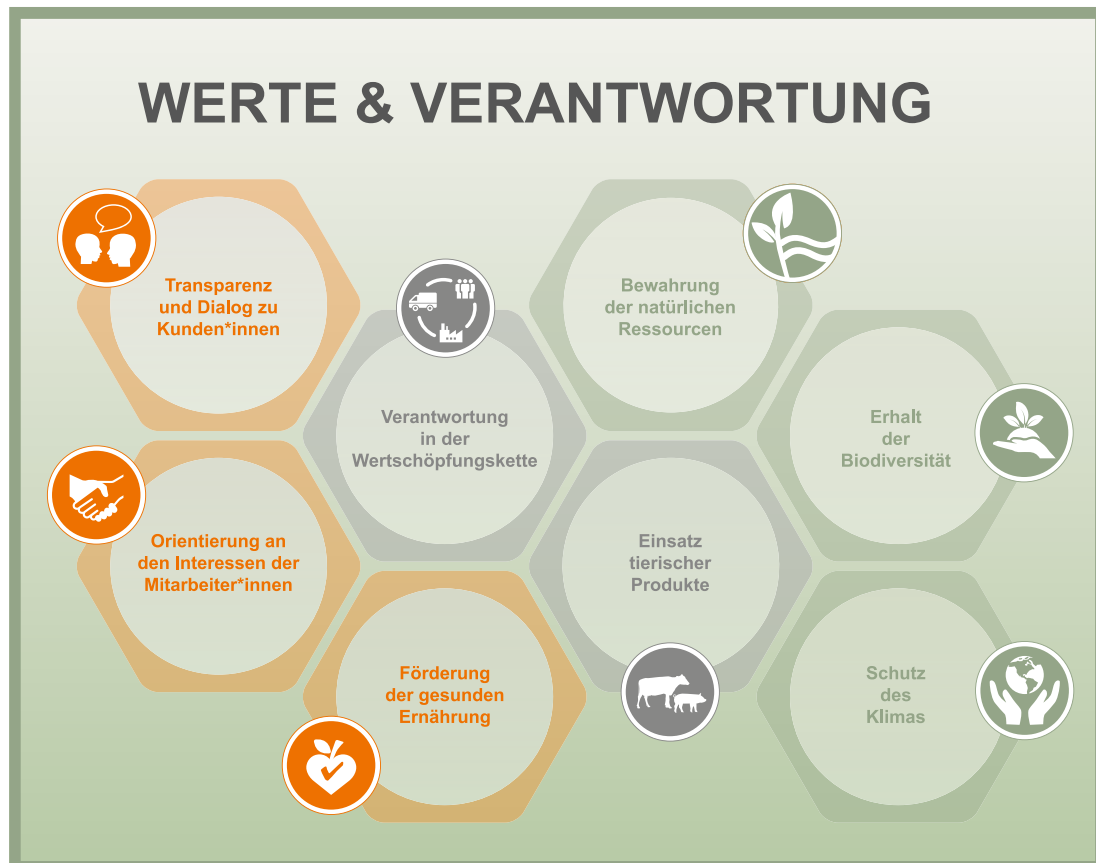 WERTE & VERANTWORTUNG
Transparenz
und Dialog zu
Kunden*innen
Bewahrung
der natürlichen
Ressourcen
Verantwortung
in der
Wertschöpfungskette
Erhalt
der
Biodiversität
Orientierung an
den Interessen der
Mitarbeiter*innen
Einsatz
tierischer
Produkte
Förderung
der gesunden
Ernährung
Schutz
des
Klimas